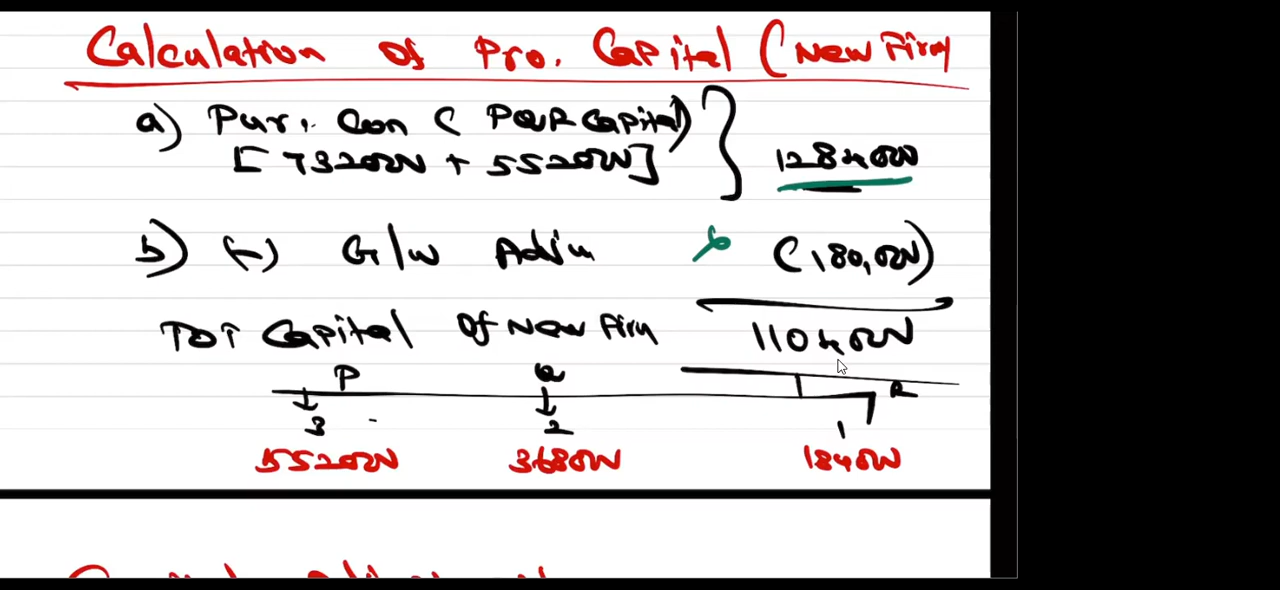 Calculation of Pro. Capital (New Firm
a) Pur. Con ( PQR Capital)
[ 732000 + 552000 ] } 1284000
b) (-) G/w Adju (180,000)
Tot Capital Of New Firm 1104000
P Q R
3 2 1
552000 368000 184000